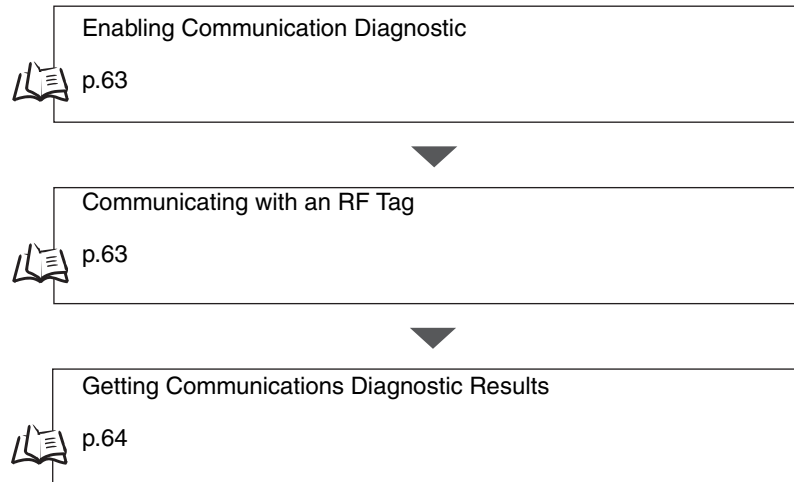 Enabling Communication Diagnostic
p.63
Communicating with an RF Tag
p.63
Getting Communications Diagnostic Results
p.64